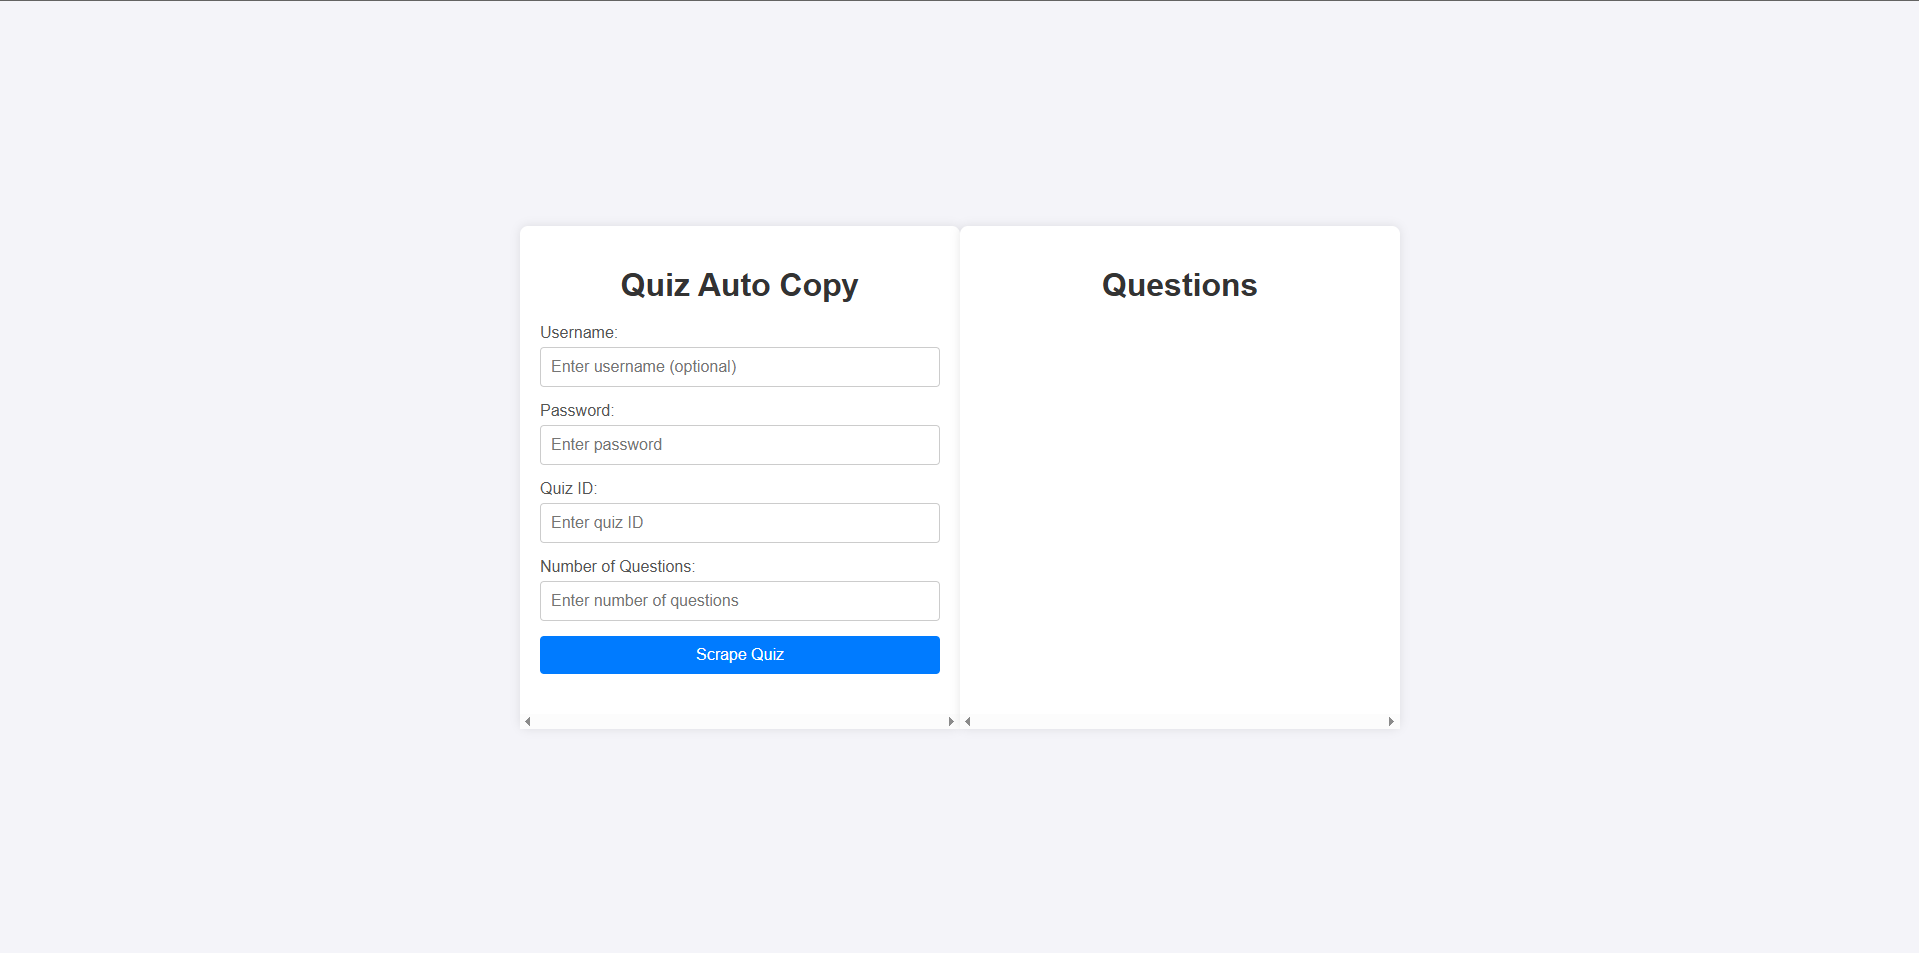 Quiz Auto Copy
Username:
Enter username (optional)
Password:
Enter password
Quiz ID:
Enter quiz ID
Number of Questions:
Enter number of questions
Scrape Quiz
Questions